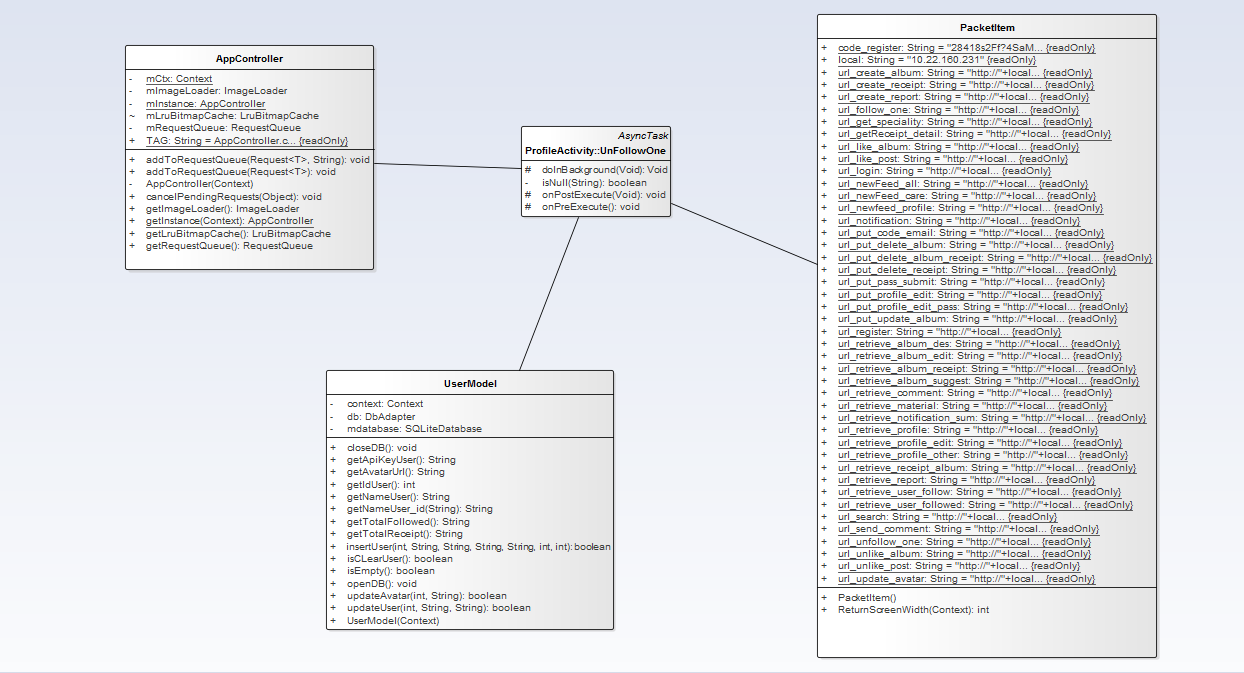 AppController
- mCtx: Context
- mImageLoader: ImageLoader
- mInstance: AppController
~ mLruBitmapCache: LruBitmapCache
- mRequestQueue: RequestQueue
+ TAG: String = AppController.c... {readOnly}
+ addToRequestQueue(Request<T>, String): void
+ addToRequestQueue(Request<T>): void
- AppController(Context)
+ cancelPendingRequests(Object): void
+ getImageLoader(): ImageLoader
+ getInstance(Context): AppController
+ getLruBitmapCache(): LruBitmapCache
+ getRequestQueue(): RequestQueue
AsyncTask
ProfileActivity::UnFollowOne
# doInBackground(Void): Void
- isNull(String): boolean
# onPostExecute(Void): void
# onPreExecute(): void
UserModel
- context: Context
- db: DbAdapter
- mdatabase: SQLiteDatabase
+ closeDB(): void
+ getApiKeyUser(): String
+ getAvatarUrl(): String
+ getIdUser(): int
+ getNameUser(): String
+ getNameUser_id(String): String
+ getTotalFollowed(): String
+ getTotalReceipt(): String
+ insertUser(int, String, String, String, String, int, int): boolean
+ isCLearUser(): boolean
+ isEmpty(): boolean
+ openDB(): void
+ updateAvatar(int, String): boolean
+ updateUser(int, String, String): boolean
+ UserModel(Context)
PacketItem
+ code_register: String = "28418s2Ff?4SaM... {readOnly}
+ local: String = "10.22.160.231" {readOnly}
+ url_create_album: String = "http://"+local... {readOnly}
+ url_create_receipt: String = "http://"+local... {readOnly}
+ url_create_report: String = "http://"+local... {readOnly}
+ url_follow_one: String = "http://"+local... {readOnly}
+ url_get_speciality: String = "http://"+local... {readOnly}
+ url_getReceipt_detail: String = "http://"+local... {readOnly}
+ url_like_album: String = "http://"+local... {readOnly}
+ url_like_post: String = "http://"+local... {readOnly}
+ url_login: String = "http://"+local... {readOnly}
+ url_newFeed_all: String = "http://"+local... {readOnly}
+ url_newFeed_care: String = "http://"+local... {readOnly}
+ url_newfeed_profile: String = "http://"+local... {readOnly}
+ url_notification: String = "http://"+local... {readOnly}
+ url_put_code_email: String = "http://"+local... {readOnly}
+ url_put_delete_album: String = "http://"+local... {readOnly}
+ url_put_delete_album_receipt: String = "http://"+local... {readOnly}
+ url_put_delete_receipt: String = "http://"+local... {readOnly}
+ url_put_pass_submit: String = "http://"+local... {readOnly}
+ url_put_profile_edit: String = "http://"+local... {readOnly}
+ url_put_profile_edit_pass: String = "http://"+local... {readOnly}
+ url_put_update_album: String = "http://"+local... {readOnly}
+ url_register: String = "http://"+local... {readOnly}
+ url_retrieve_album_des: String = "http://"+local... {readOnly}
+ url_retrieve_album_edit: String = "http://"+local... {readOnly}
+ url_retrieve_album_receipt: String = "http://"+local... {readOnly}
+ url_retrieve_album_suggest: String = "http://"+local... {readOnly}
+ url_retrieve_comment: String = "http://"+local... {readOnly}
+ url_retrieve_material: String = "http://"+local... {readOnly}
+ url_retrieve_notification_sum: String = "http://"+local... {readOnly}
+ url_retrieve_profile: String = "http://"+local... {readOnly}
+ url_retrieve_profile_edit: String = "http://"+local... {readOnly}
+ url_retrieve_profile_other: String = "http://"+local... {readOnly}
+ url_retrieve_receipt_album: String = "http://"+local... {readOnly}
+ url_retrieve_report: String = "http://"+local... {readOnly}
+ url_retrieve_user_follow: String = "http://"+local... {readOnly}
+ url_retrieve_user_followed: String = "http://"+local... {readOnly}
+ url_search: String = "http://"+local... {readOnly}
+ url_send_comment: String = "http://"+local... {readOnly}
+ url_unfollow_one: String = "http://"+local... {readOnly}
+ url_unlike_album: String = "http://"+local... {readOnly}
+ url_unlike_post: String = "http://"+local... {readOnly}
+ url_update_avatar: String = "http://"+local... {readOnly}
+ PacketItem()
+ ReturnScreenWidth(Context): int